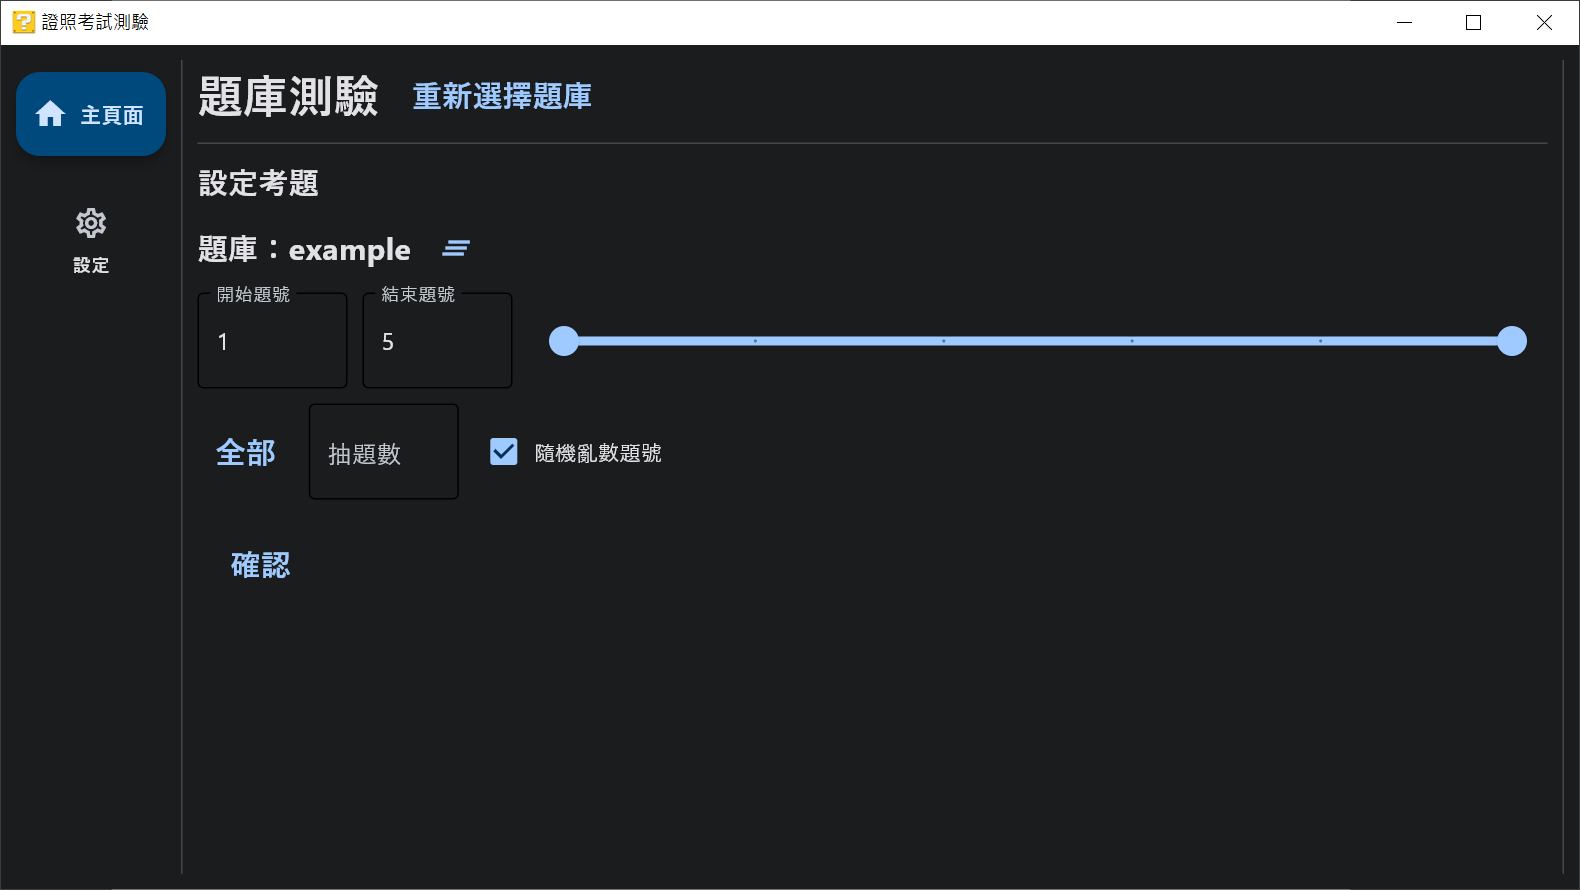 證照考試測驗
主頁面
設定
題庫測驗 重新選擇題庫
設定考題
題庫：example
開始題號 結束題號
1 5
全部 抽題數 隨機亂數題號
確認